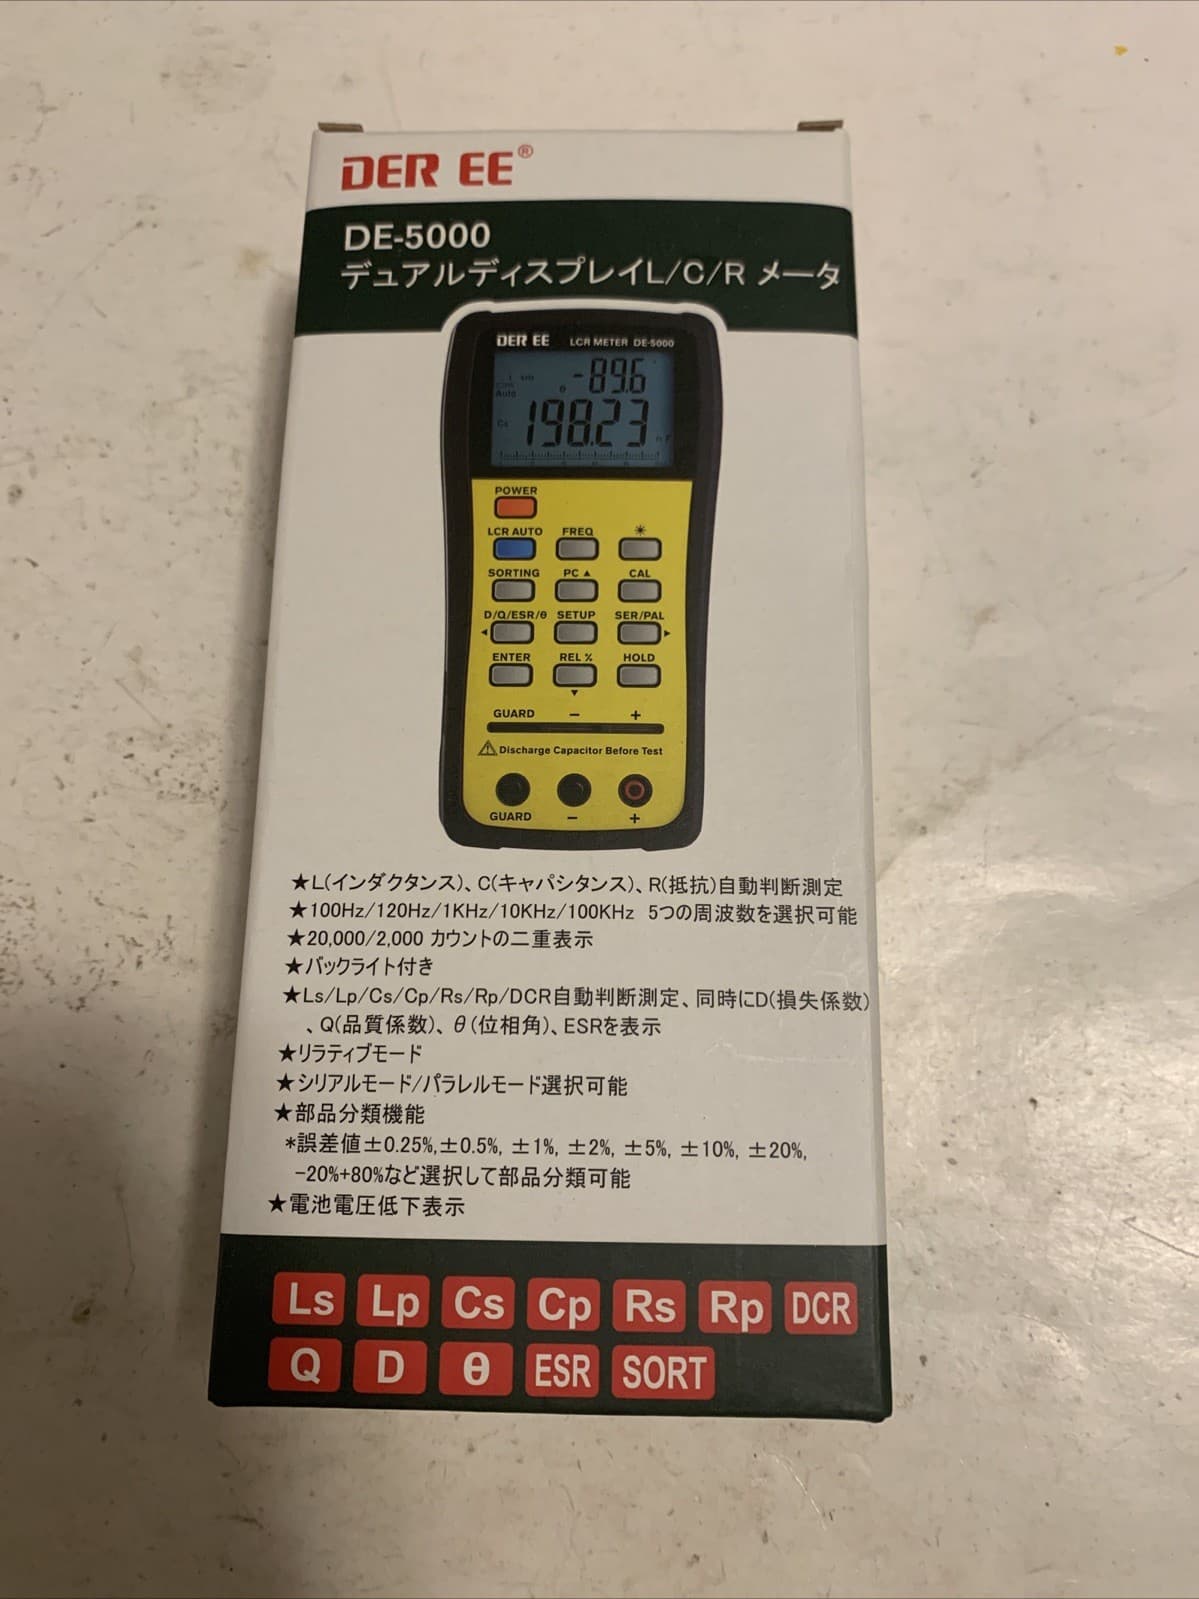 DER EE®
DE-5000
デュアルディスプレイL/C/R メータ
DER EE LCR METER DE-5000
-89.6
Auto
θ
Cs 198.23 nF
POWER
LCR AUTO FREQ ☀
SORTING PC ▲ CAL
D/Q/ESR/θ SETUP SER/PAL
◄ ►
ENTER REL % HOLD
▼
GUARD − +
⚠ Discharge Capacitor Before Test
GUARD − +
★L(インダクタンス)、C(キャパシタンス)、R(抵抗)自動判断測定
★100Hz/120Hz/1KHz/10KHz/100KHz 5つの周波数を選択可能
★20,000/2,000 カウントの二重表示
★バックライト付き
★Ls/Lp/Cs/Cp/Rs/Rp/DCR自動判断測定、同時にD(損失係数)
、Q(品質係数)、θ(位相角)、ESRを表示
★リラティブモード
★シリアルモード/パラレルモード選択可能
★部品分類機能
*誤差値±0.25%,±0.5%, ±1%, ±2%, ±5%, ±10%, ±20%,
-20%+80%など選択して部品分類可能
★電池電圧低下表示
Ls Lp Cs Cp Rs Rp DCR
Q D θ ESR SORT